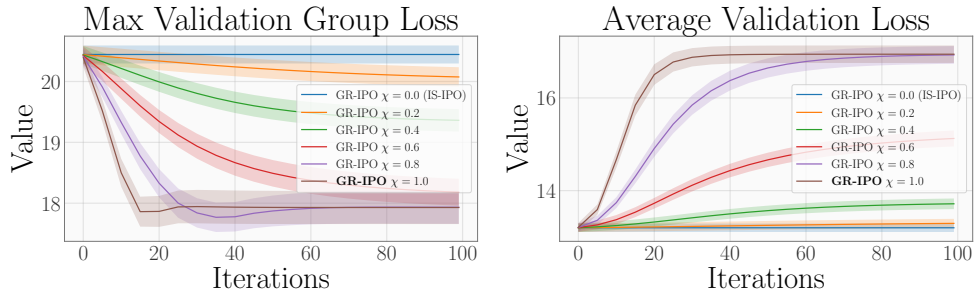 Max Validation Group Loss
Value
20
19
18
GR-IPO χ = 0.0 (IS-IPO)
GR-IPO χ = 0.2
GR-IPO χ = 0.4
GR-IPO χ = 0.6
GR-IPO χ = 0.8
GR-IPO χ = 1.0
0 20 40 60 80 100
Iterations
Average Validation Loss
Value
16
14
GR-IPO χ = 0.0 (IS-IPO)
GR-IPO χ = 0.2
GR-IPO χ = 0.4
GR-IPO χ = 0.6
GR-IPO χ = 0.8
GR-IPO χ = 1.0
0 20 40 60 80 100
Iterations